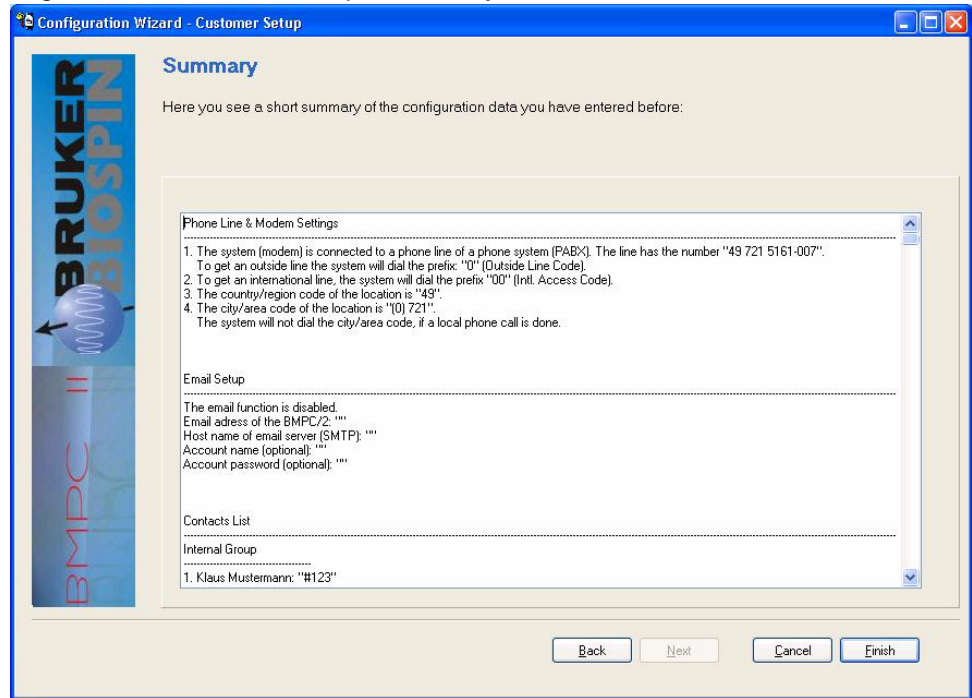 Configuration Wizard - Customer Setup
BRUKER
BIOSPIN
BMPC II
Summary
Here you see a short summary of the configuration data you have entered before:
Phone Line & Modem Settings
1. The system (modem) is connected to a phone line of a phone system (PABX). The line has the number "49 721 5161-007".
To get an outside line the system will dial the prefix: "0" (Outside Line Code).
2. To get an international line, the system will dial the prefix "00" (Intl. Access Code).
3. The country/region code of the location is "49".
4. The city/area code of the location is "(0) 721".
The system will not dial the city/area code, if a local phone call is done.
Email Setup
The email function is disabled.
Email adress of the BMPC/2: ""
Host name of email server (SMTP): ""
Account name (optional): ""
Account password (optional): ""
Contacts List
Internal Group
1. Klaus Mustermann: "#123"
Back
Next
Cancel
Finish